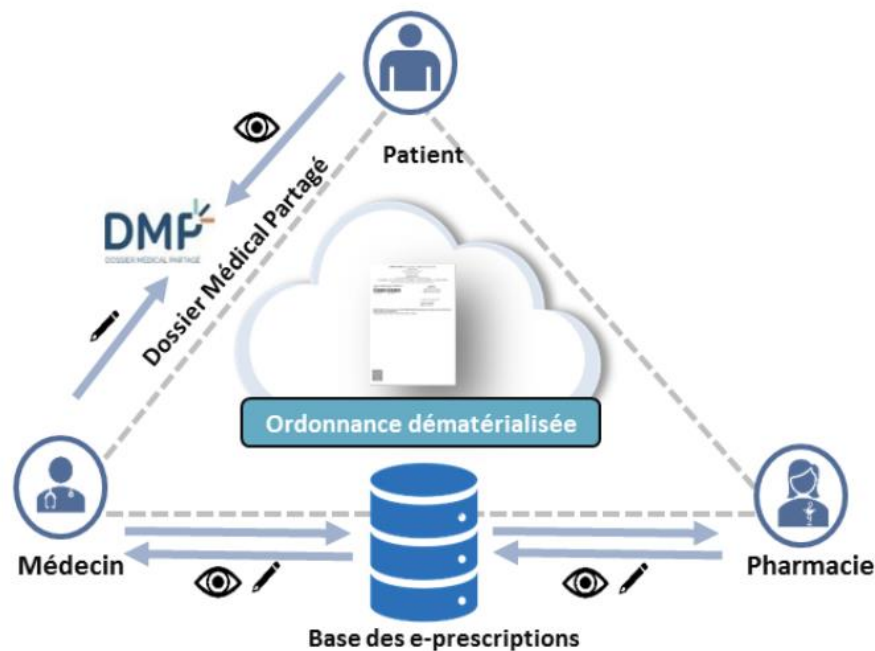 Patient
DMP
DOSSIER MÉDICAL PARTAGÉ
Dossier Médical Partagé
Ordonnance dématérialisée
Médecin
Pharmacie
Base des e-prescriptions